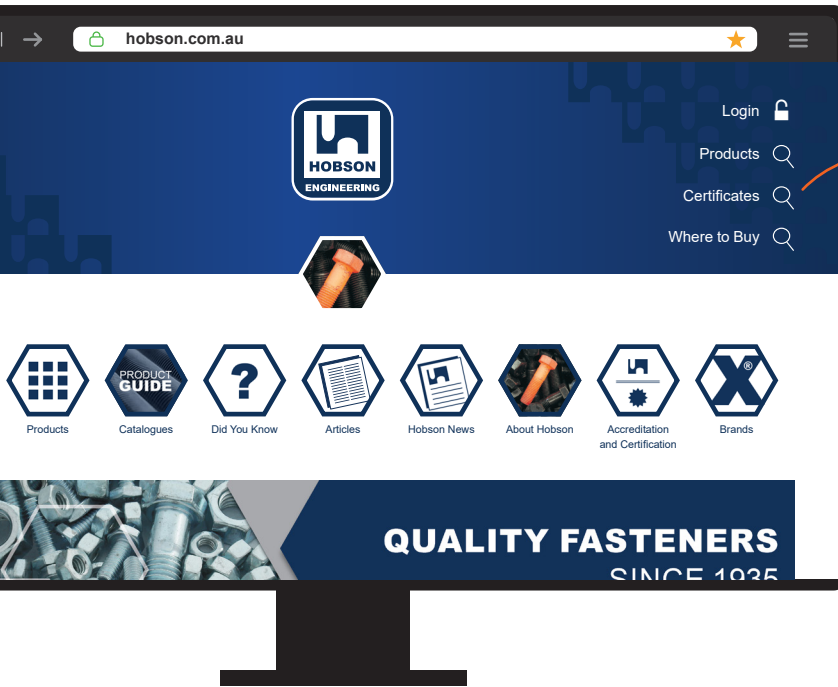 hobson.com.au
Login
Products
Certificates
Where to Buy
HOBSON
ENGINEERING
PRODUCT
GUIDE
?
X®
Products
Catalogues
Did You Know
Articles
Hobson News
About Hobson
Accreditation
and Certification
Brands
QUALITY FASTENERS
SINCE 1935